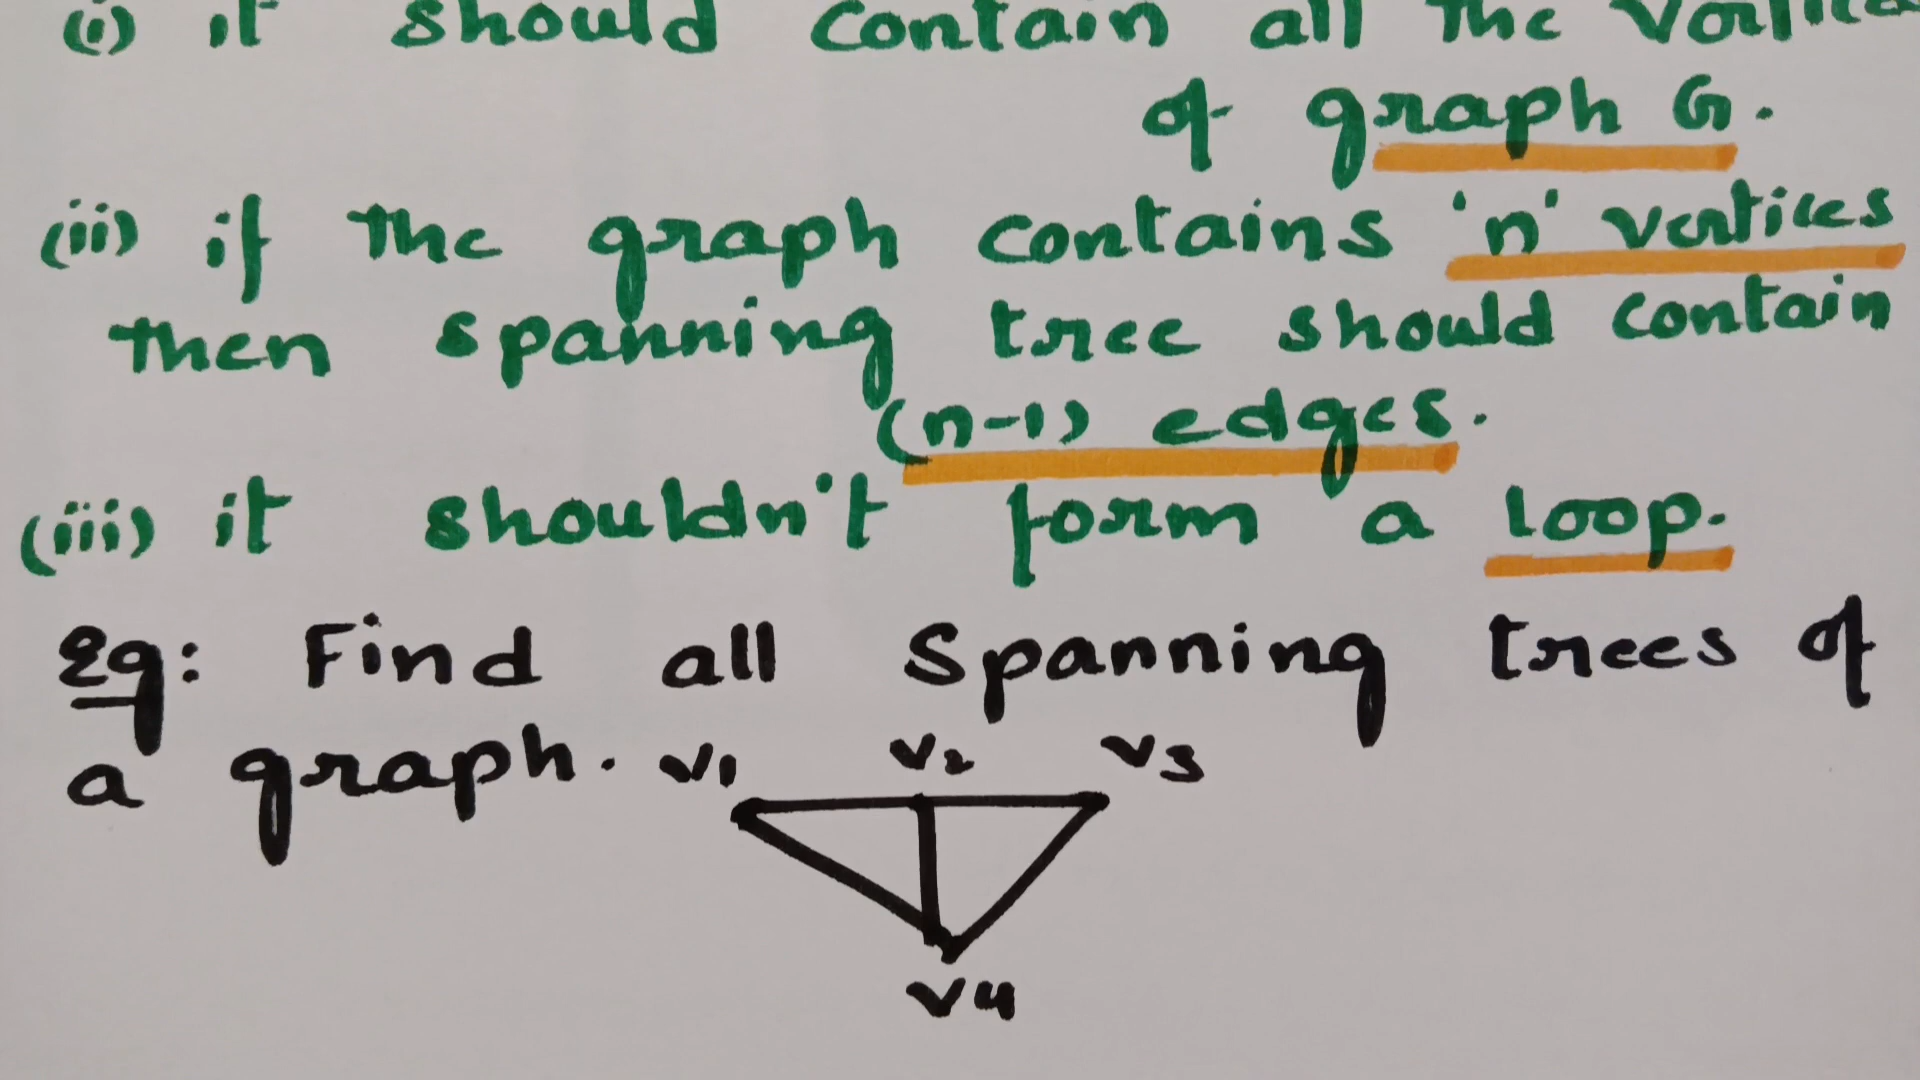 (i) it should contain all the
of graph G.
(ii) if the graph contains 'n' vertices
then spanning tree should contain
(n-1) edges.
(iii) it shouldn't form a loop.
Eg: Find all spanning trees of
a graph. v1 v2 v3
v4